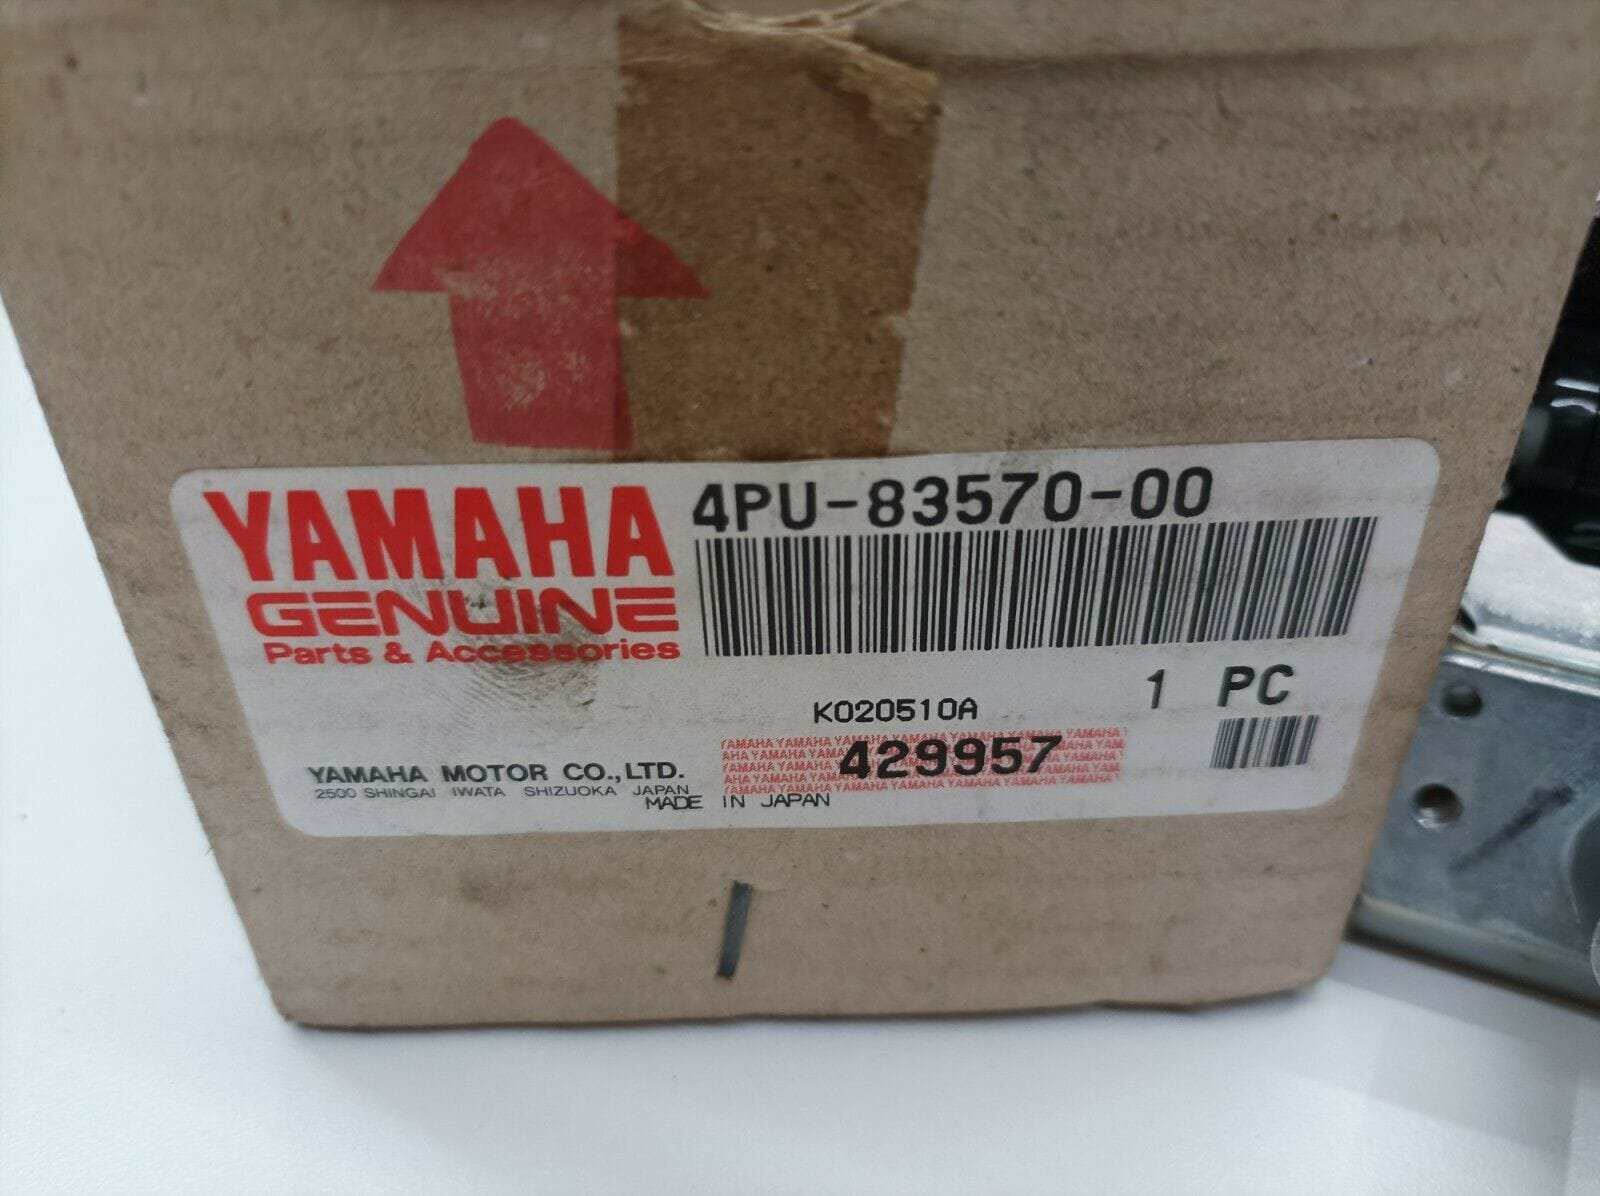 YAMAHA
GENUINE
Parts & Accessories
4PU-83570-00
1 PC
K020510A
429957
YAMAHA MOTOR CO.,LTD.
2500 SHINGAI IWATA SHIZUOKA JAPAN
MADE IN JAPAN